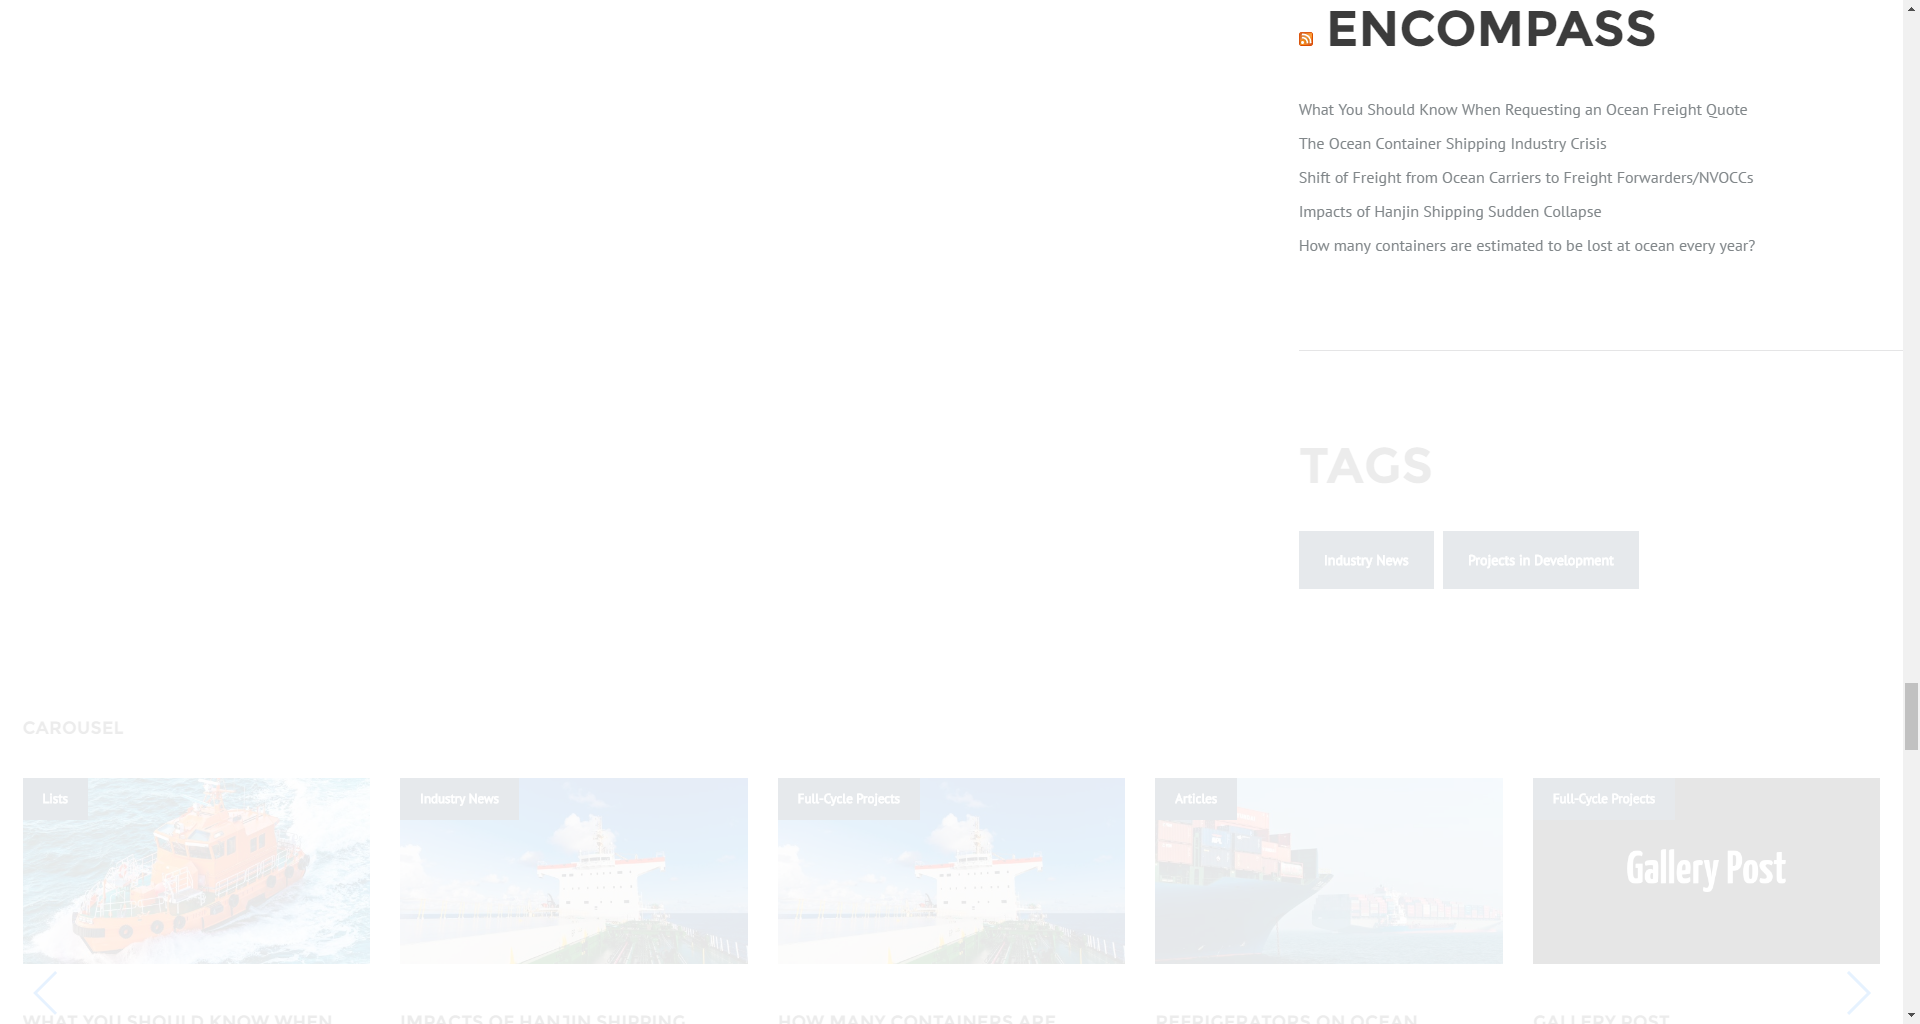 ENCOMPASS
What You Should Know When Requesting an Ocean Freight Quote
The Ocean Container Shipping Industry Crisis
Shift of Freight from Ocean Carriers to Freight Forwarders/NVOCCs
Impacts of Hanjin Shipping Sudden Collapse
How many containers are estimated to be lost at ocean every year?
TAGS
Industry News
Projects in Development
CAROUSEL
Lists
Industry News
Full-Cycle Projects
Articles
Full-Cycle Projects
Gallery Post
WHAT YOU SHOULD KNOW WHEN
IMPACTS OF HANJIN SHIPPING
HOW MANY CONTAINERS ARE
REFRIGERATORS ON OCEAN
GALLERY POST